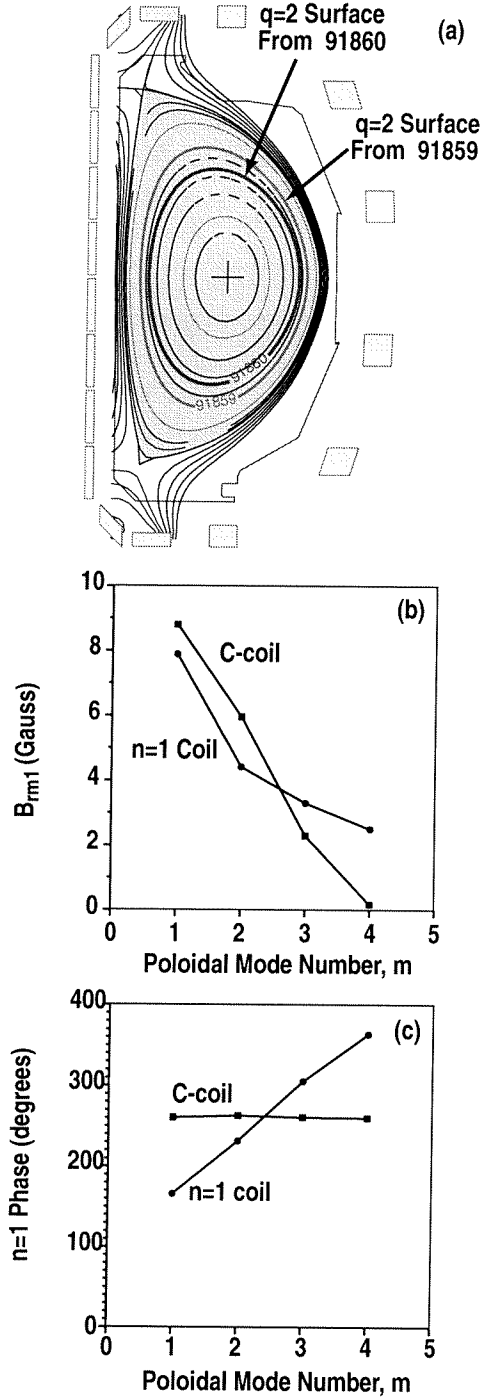 q=2 Surface
From 91860
(a)
q=2 Surface
From 91859
91860
91859
10
8
6
4
2
0
B_rm1 (Gauss)
(b)
C-coil
n=1 Coil
0 1 2 3 4 5
Poloidal Mode Number, m
400
300
200
100
0
n=1 Phase (degrees)
(c)
C-coil
n=1 coil
0 1 2 3 4 5
Poloidal Mode Number, m